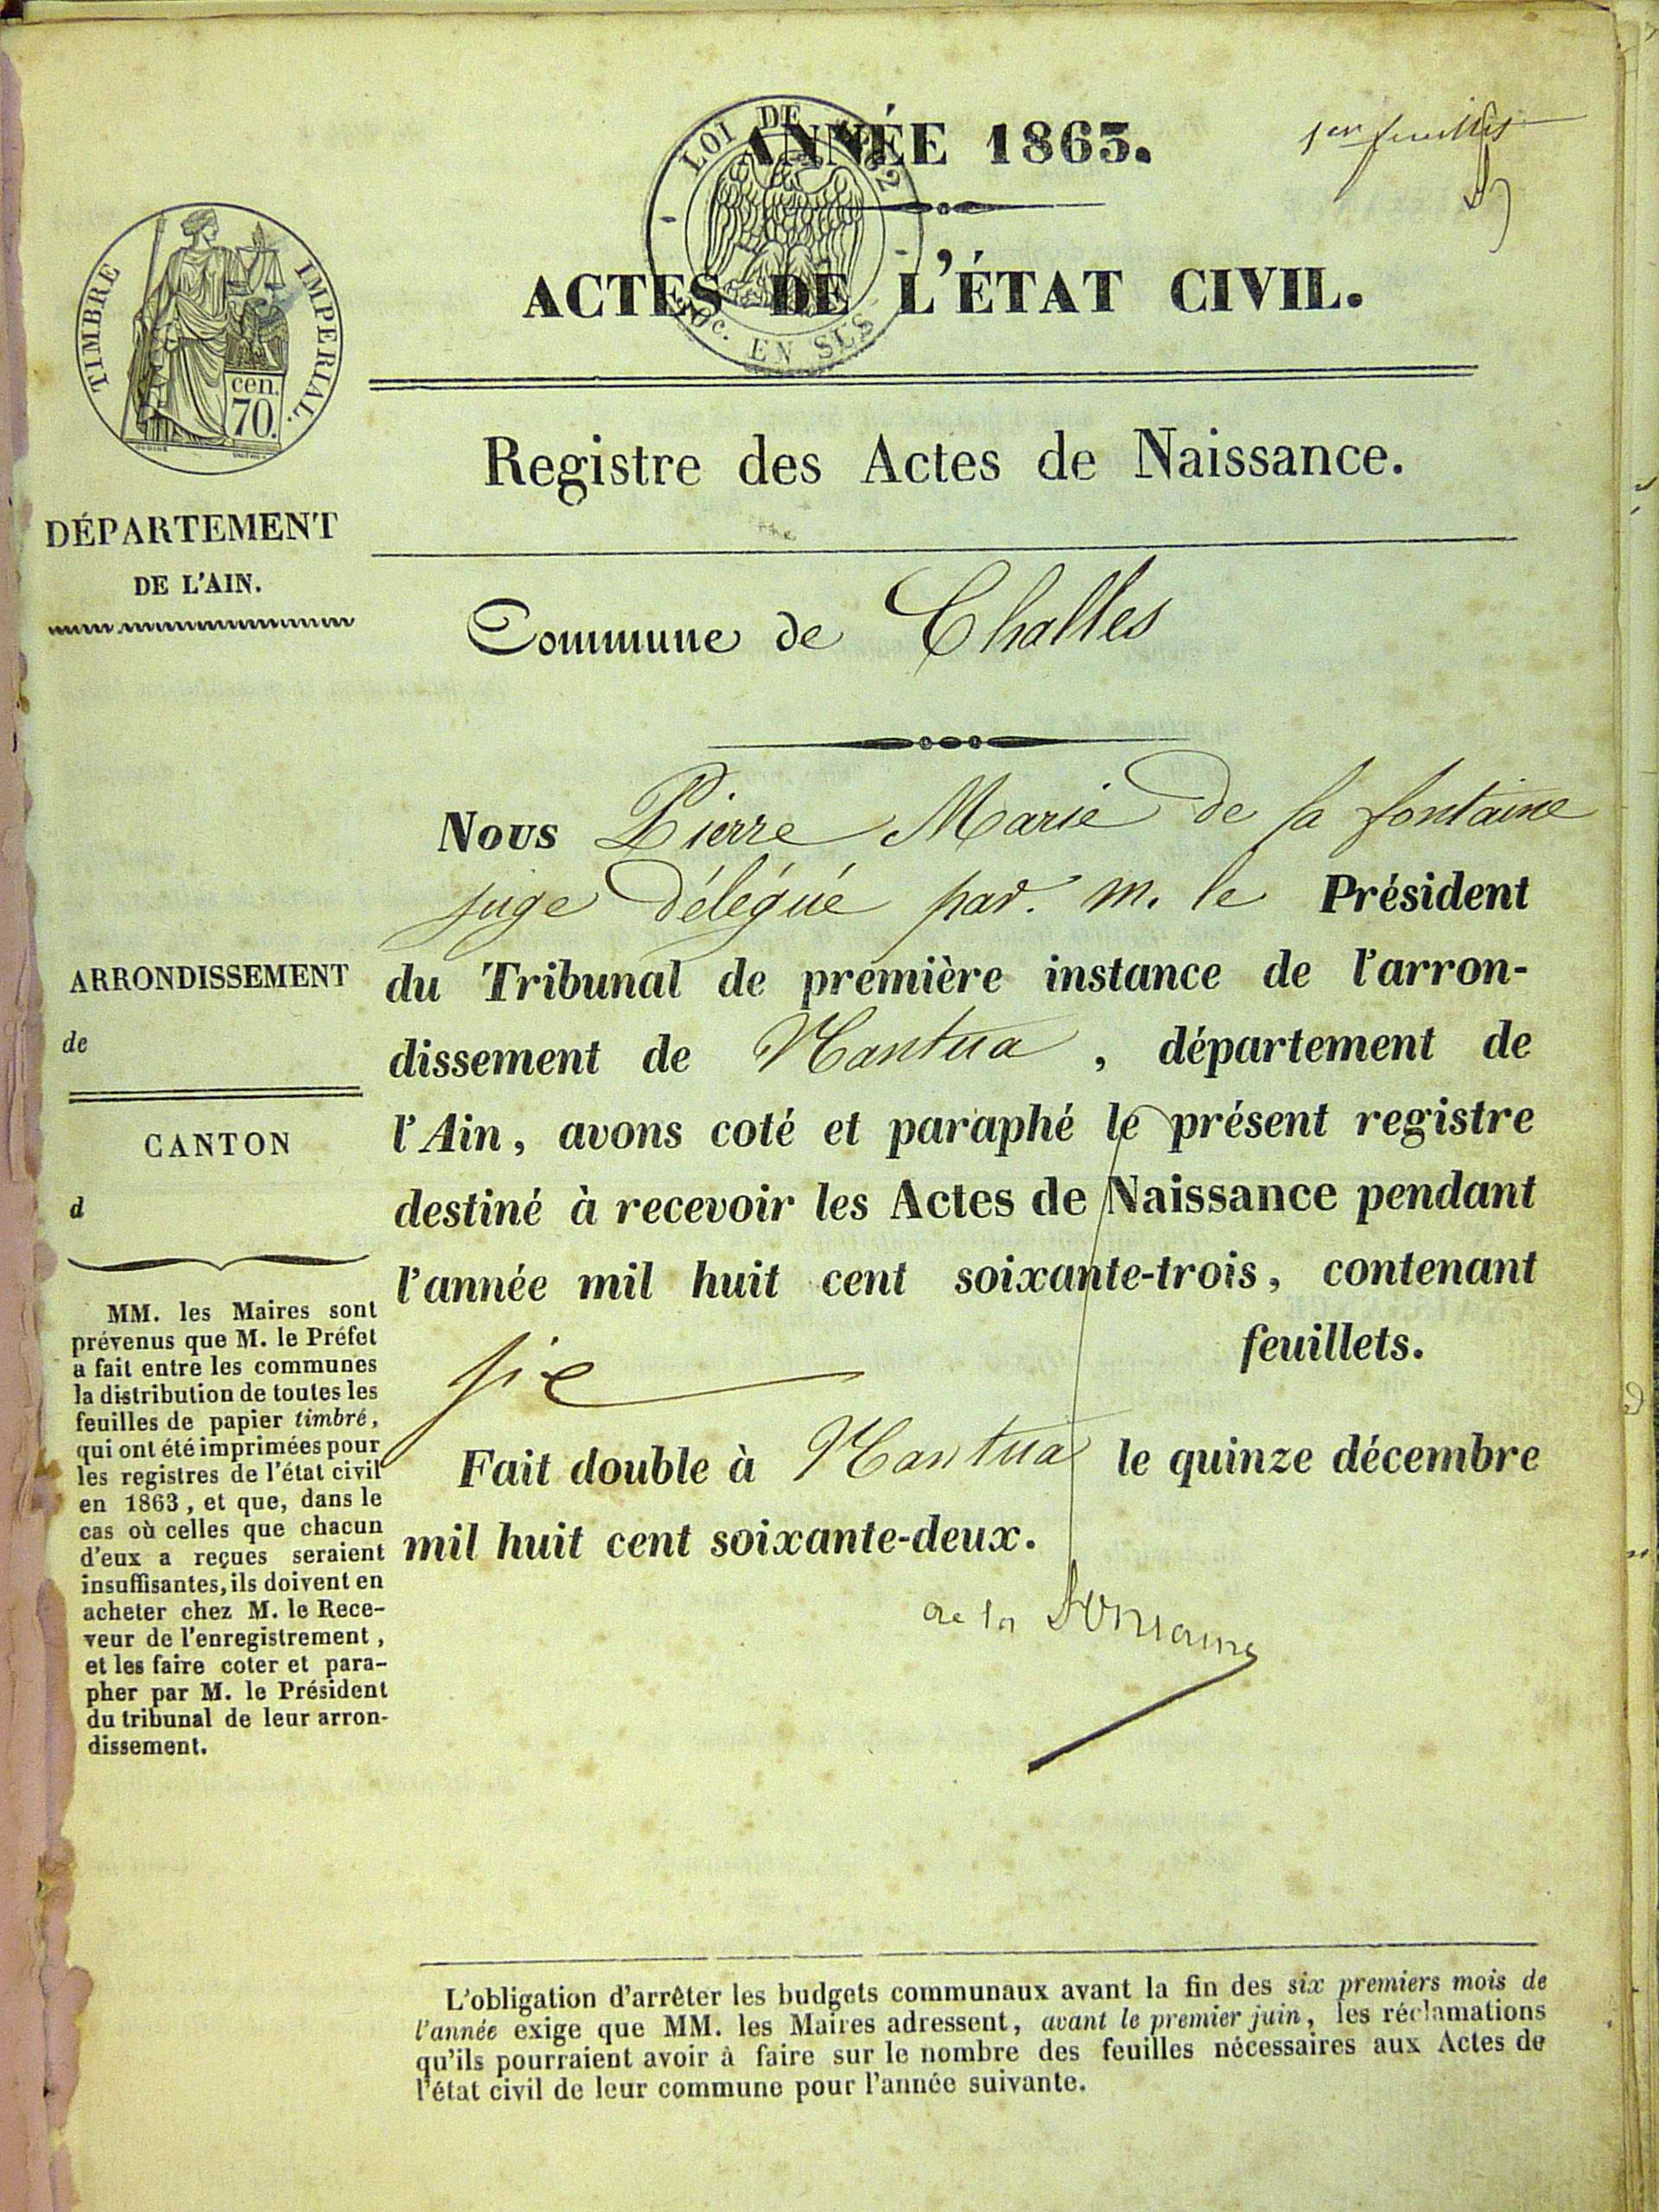 ANNÉE 1863.
1er feuillet
LOI DE
EN SUS
TIMBRE IMPERIAL.
cen.
70.
ACTES DE L'ÉTAT CIVIL.
Registre des Actes de Naissance.
DÉPARTEMENT
DE L'AIN.
Commune de Challes
Nous Pierre Marie de la fontaine
juge délégué par. m. le Président
du Tribunal de première instance de l'arron-
dissement de Nantua, département de
l'Ain, avons coté et paraphé le présent registre
destiné à recevoir les Actes de Naissance pendant
l'année mil huit cent soixante-trois, contenant
feuillets.
Fait double à Nantua le quinze décembre
mil huit cent soixante-deux.
de la Fontaine
ARRONDISSEMENT
de
CANTON
d
MM. les Maires sont
prévenus que M. le Préfet
a fait entre les communes
la distribution de toutes les
feuilles de papier timbré,
qui ont été imprimées pour
les registres de l'état civil
en 1863, et que, dans le
cas où celles que chacun
d'eux a reçues seraient
insuffisantes, ils doivent en
acheter chez M. le Rece-
veur de l'enregistrement,
et les faire coter et para-
pher par M. le Président
du tribunal de leur arron-
dissement.
L'obligation d'arrêter les budgets communaux avant la fin des six premiers mois de
l'année exige que MM. les Maires adressent, avant le premier juin, les réclamations
qu'ils pourraient avoir à faire sur le nombre des feuilles nécessaires aux Actes de
l'état civil de leur commune pour l'année suivante.